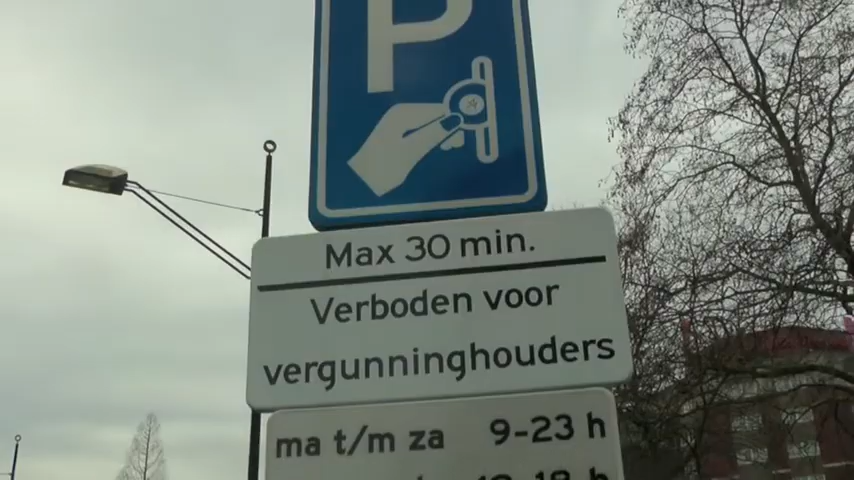 P
Max 30 min.
Verboden voor
vergunninghouders
ma t/m za 9-23 h